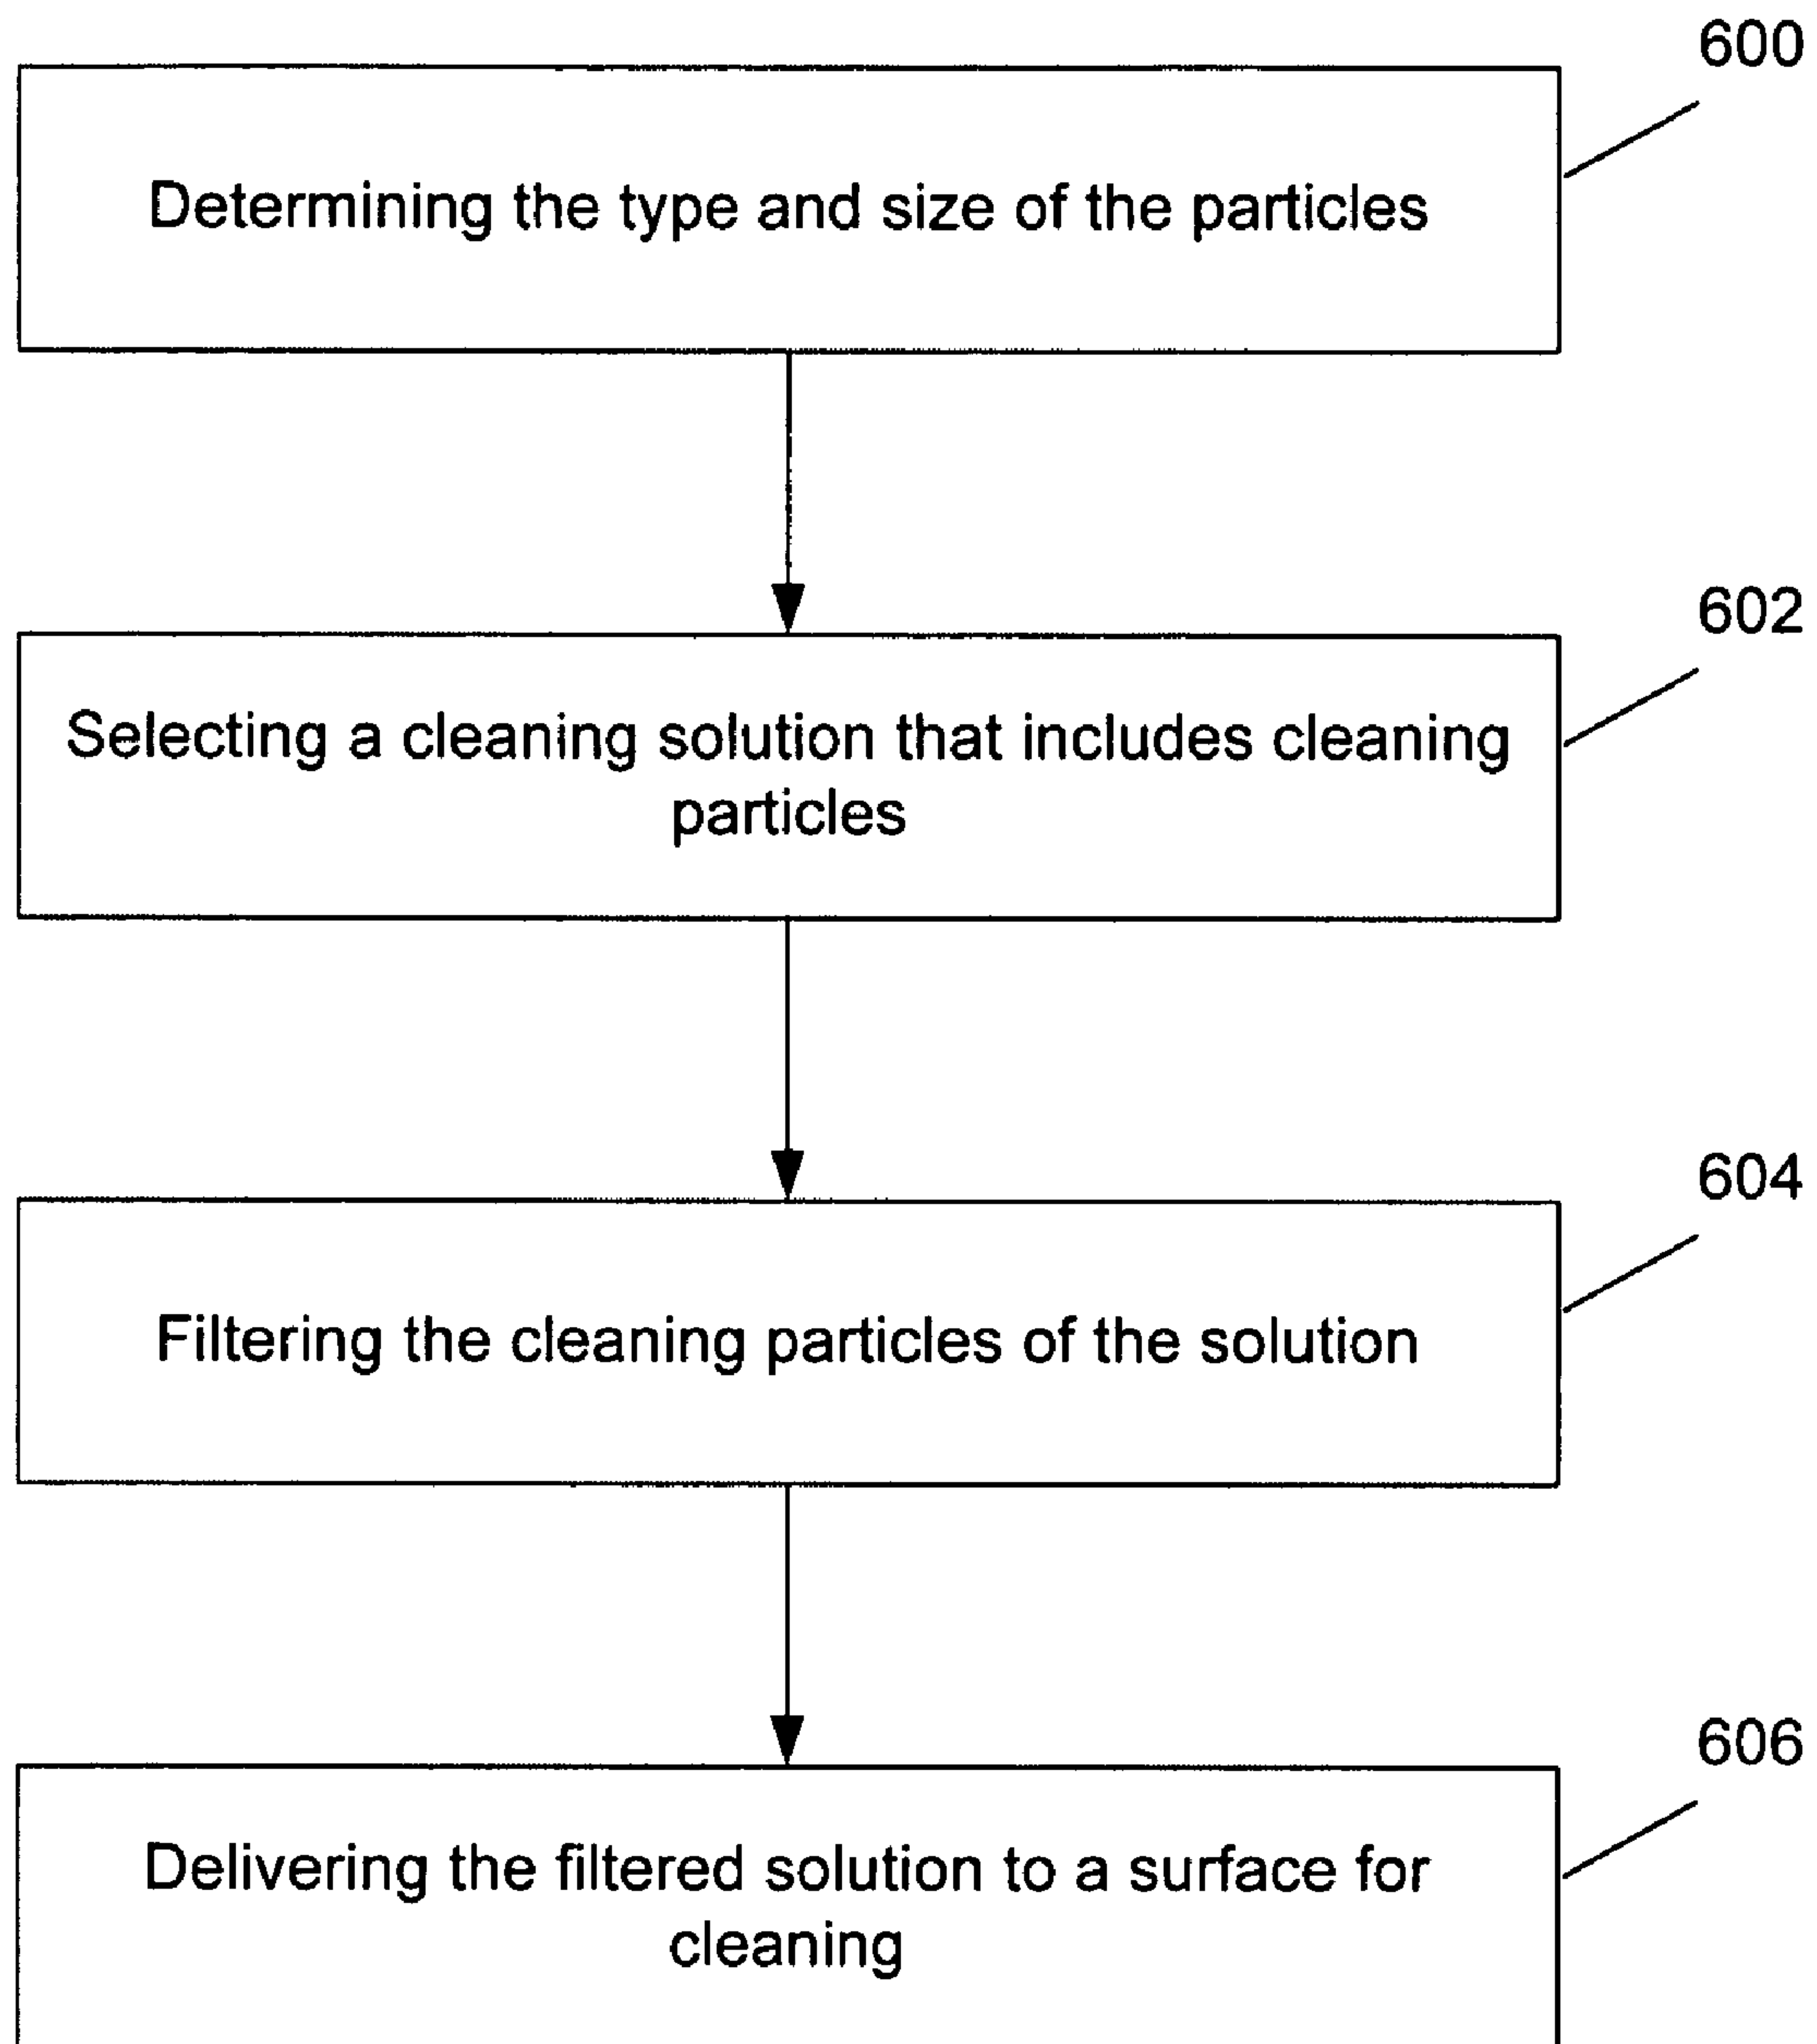 600
Determining the type and size of the particles
602
Selecting a cleaning solution that includes cleaning
particles
604
Filtering the cleaning particles of the solution
606
Delivering the filtered solution to a surface for
cleaning